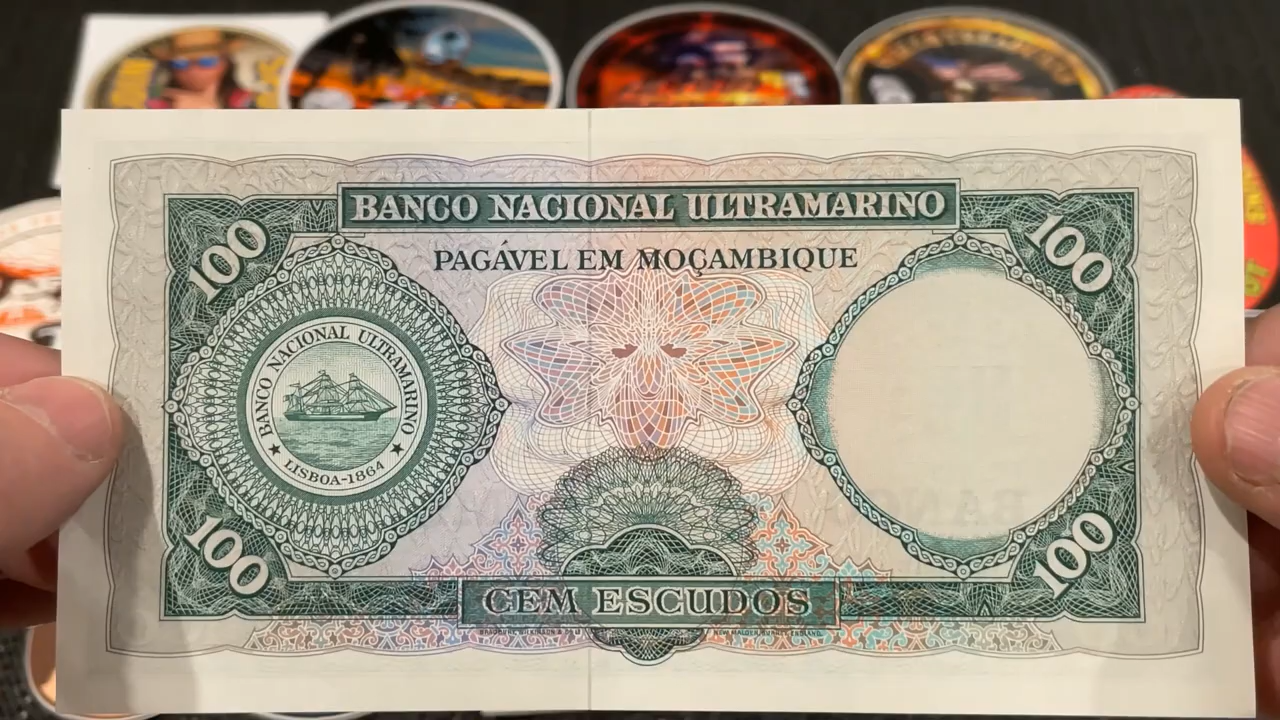 BANCO NACIONAL ULTRAMARINO
PAGÁVEL EM MOÇAMBIQUE
100
100
BANCO NACIONAL ULTRAMARINO
LISBOA-1864
100
100
CEM ESCUDOS